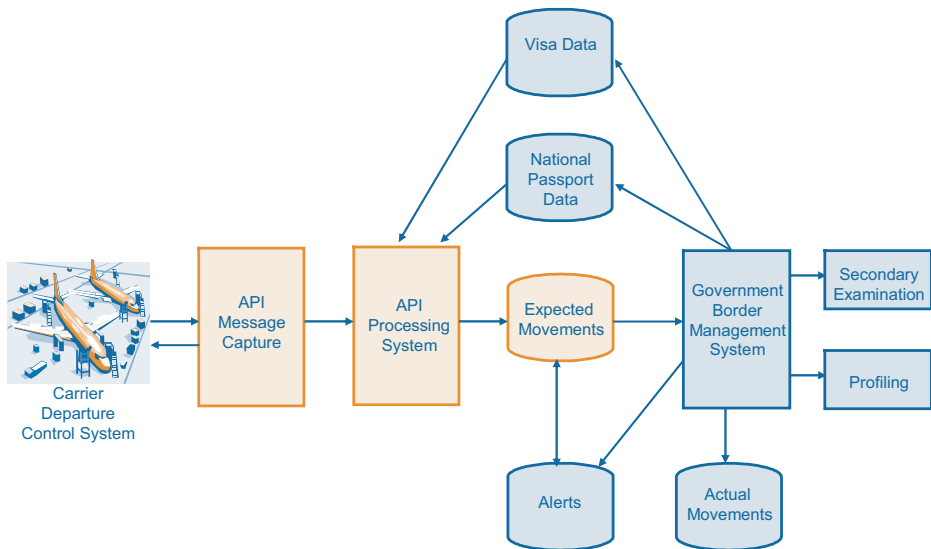 Visa Data
National
Passport
Data
API
Message
Capture
API
Processing
System
Expected
Movements
Government
Border
Management
System
Secondary
Examination
Profiling
Carrier
Departure
Control System
Alerts
Actual
Movements